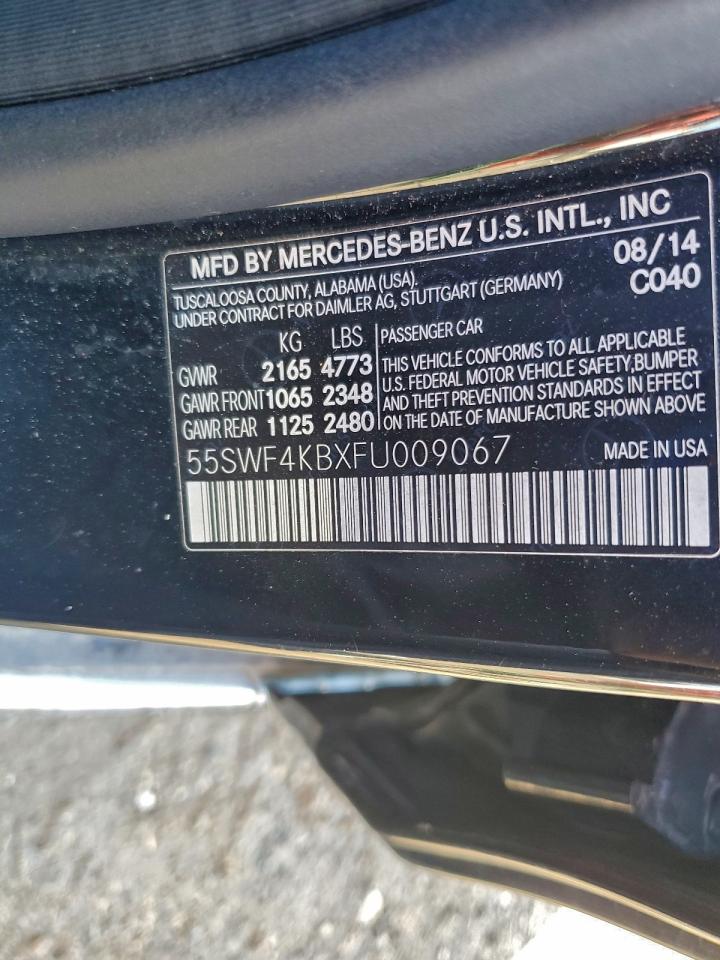 MFD BY MERCEDES-BENZ U.S. INTL., INC 08/14
TUSCALOOSA COUNTY, ALABAMA (USA). C040
UNDER CONTRACT FOR DAIMLER AG, STUTTGART (GERMANY)
KG LBS PASSENGER CAR
GVWR 2165 4773 THIS VEHICLE CONFORMS TO ALL APPLICABLE
U.S. FEDERAL MOTOR VEHICLE SAFETY,BUMPER
GAWR FRONT 1065 2348 AND THEFT PREVENTION STANDARDS IN EFFECT
GAWR REAR 1125 2480 ON THE DATE OF MANUFACTURE SHOWN ABOVE
55SWF4KBXFU009067 MADE IN USA